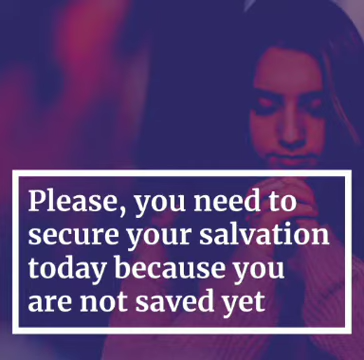 Please, you need to
secure your salvation
today because you
are not saved yet